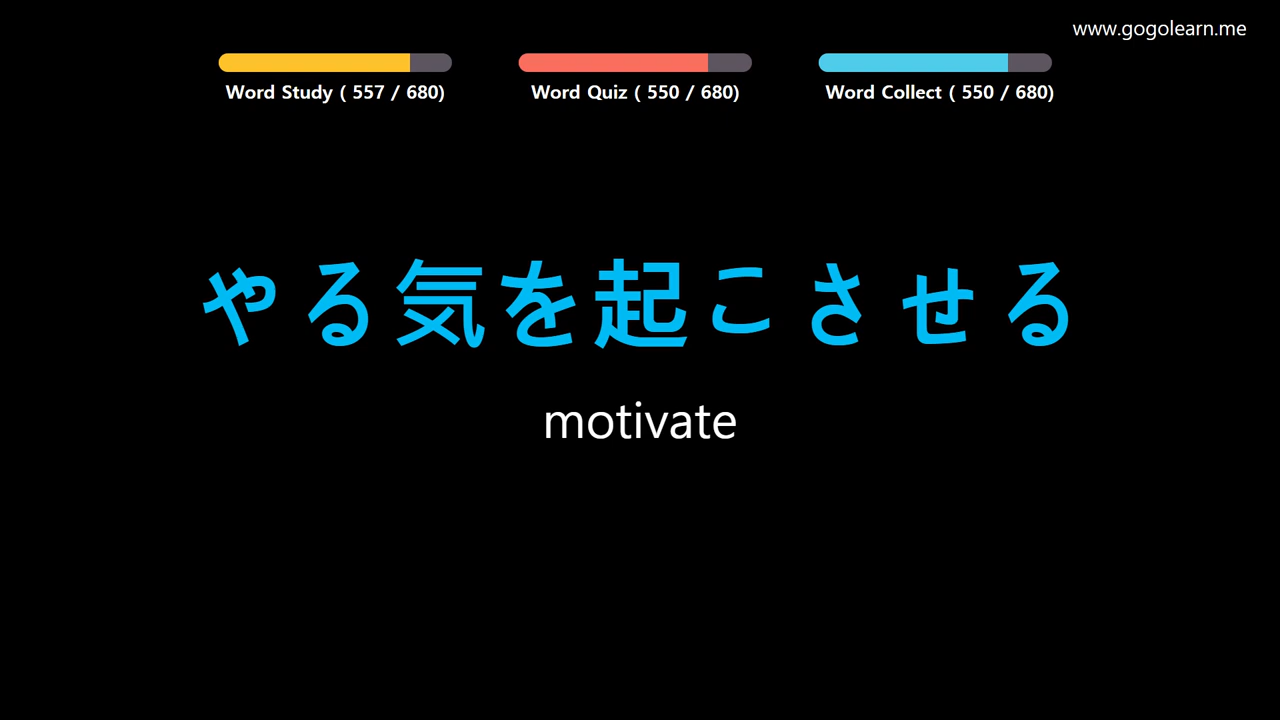 www.gogolearn.me
Word Study ( 557 / 680)
Word Quiz ( 550 / 680)
Word Collect ( 550 / 680)
やる気を起こさせる
motivate